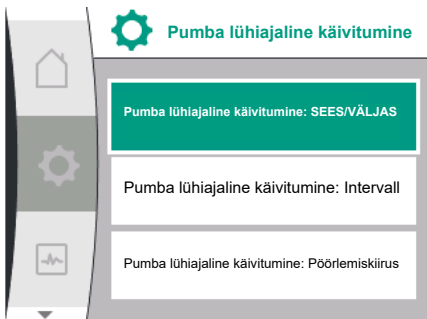 Pumba lühiajaline käivitumine
Pumba lühiajaline käivitumine: SEES/VÄLJAS
Pumba lühiajaline käivitumine: Intervall
Pumba lühiajaline käivitumine: Pöörlemiskiirus